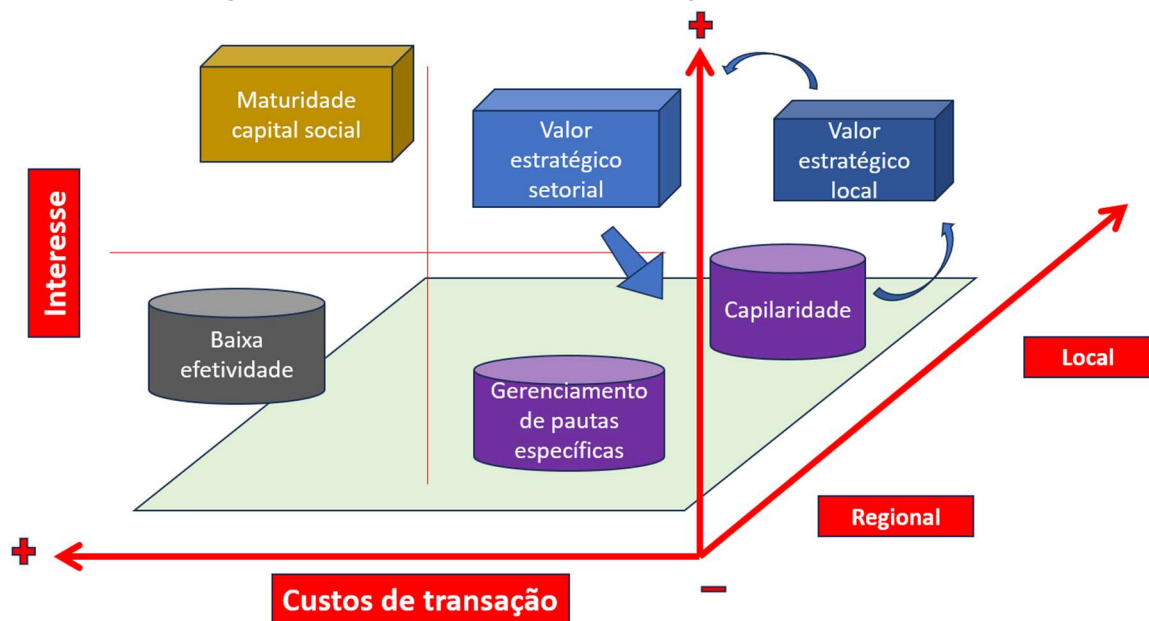 +
Maturidade
capital social
Valor
estratégico
setorial
Valor
estratégico
local
Interesse
Baixa
efetividade
Capilaridade
Gerenciamento
de pautas
específicas
Local
Regional
+
Custos de transação
−